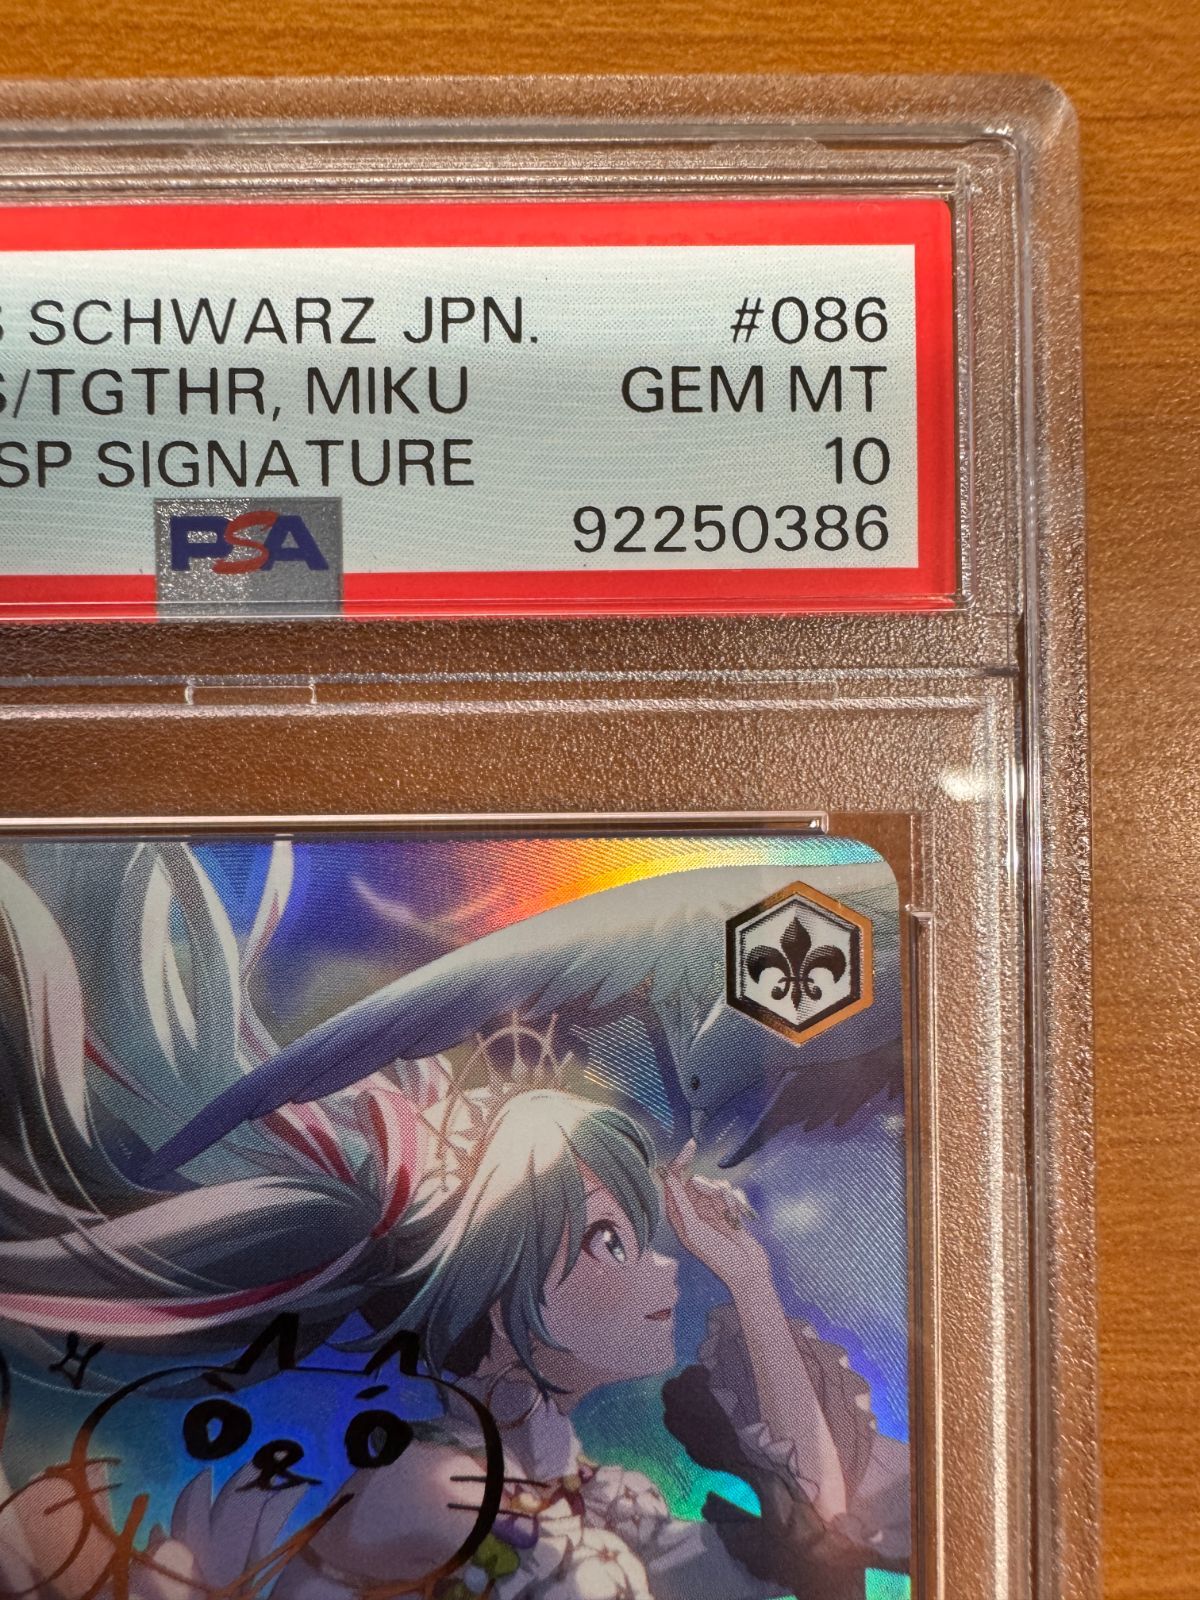 S SCHWARZ JPN. #086
S/TGTHR, MIKU GEM MT
SP SIGNATURE 10
PSA 92250386